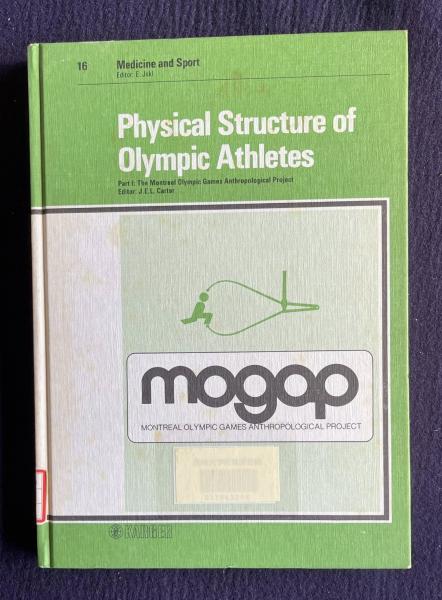 16 Medicine and Sport
Editor: E. Jokl
Physical Structure of
Olympic Athletes
Part I: The Montreal Olympic Games Anthropological Project
Editor: J.E.L. Carter
mogap
MONTREAL OLYMPIC GAMES ANTHROPOLOGICAL PROJECT
KARGER